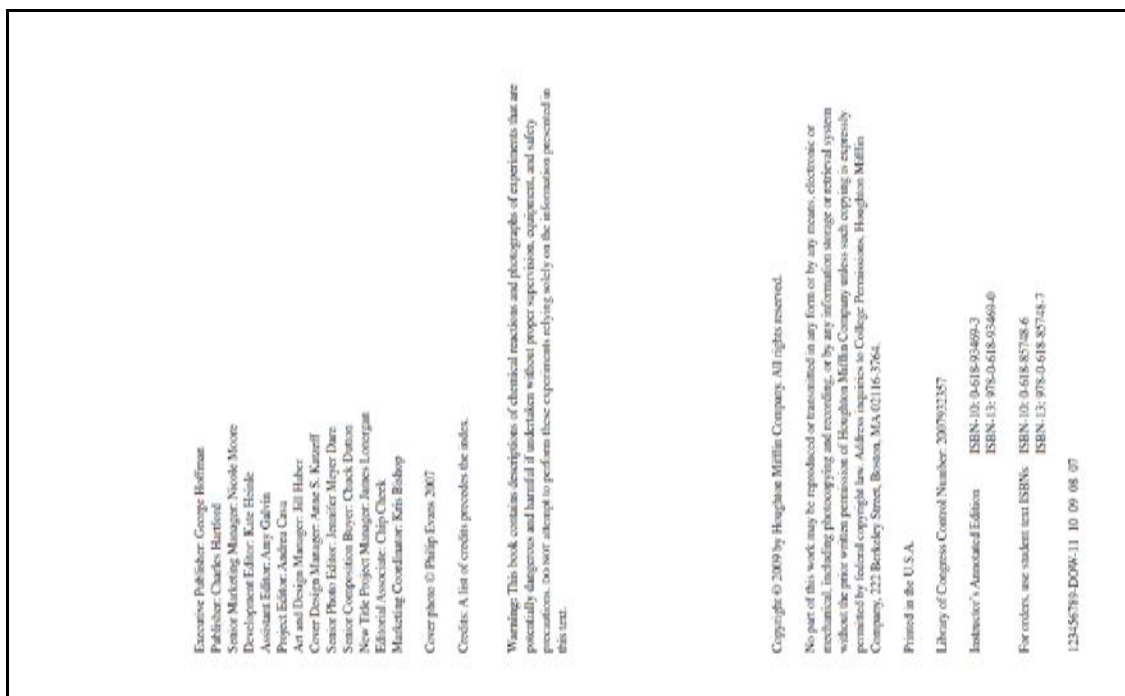 Executive Publisher: George Hoffman
Publisher: Charles Hartford
Senior Marketing Manager: Nicole Moore
Development Editor: Kate Heinle
Assistant Editor: Amy Galvin
Project Editor: Andrea Cava
Art and Design Manager: Jill Haber
Cover Design Manager: Anne S. Katzeff
Senior Photo Editor: Jennifer Meyer Dare
Senior Composition Buyer: Chuck Dutton
New Title Project Manager: James Lonergan
Editorial Associate: Chip Cheek
Marketing Coordinator: Kris Bishop
Cover photo © Philip Evans 2007
Credits: A list of credits precedes the index.
Warning: This book contains descriptions of chemical reactions and photographs of experiments that are
potentially dangerous and harmful if undertaken without proper supervision, equipment, and safety
precautions. DO NOT attempt to perform these experiments relying solely on the information presented in
this text.
Copyright © 2009 by Houghton Mifflin Company. All rights reserved.
No part of this work may be reproduced or transmitted in any form or by any means, electronic or
mechanical, including photocopying and recording, or by any information storage or retrieval system
without the prior written permission of Houghton Mifflin Company unless such copying is expressly
permitted by federal copyright law. Address inquiries to College Permissions, Houghton Mifflin
Company, 222 Berkeley Street, Boston, MA 02116-3764.
Printed in the U.S.A.
Library of Congress Control Number: 2007932357
Instructor's Annotated Edition ISBN-10: 0-618-93469-3
ISBN-13: 978-0-618-93469-0
For orders, use student text ISBNs ISBN-10: 0-618-85748-6
ISBN-13: 978-0-618-85748-7
123456789-DOW-11 10 09 08 07